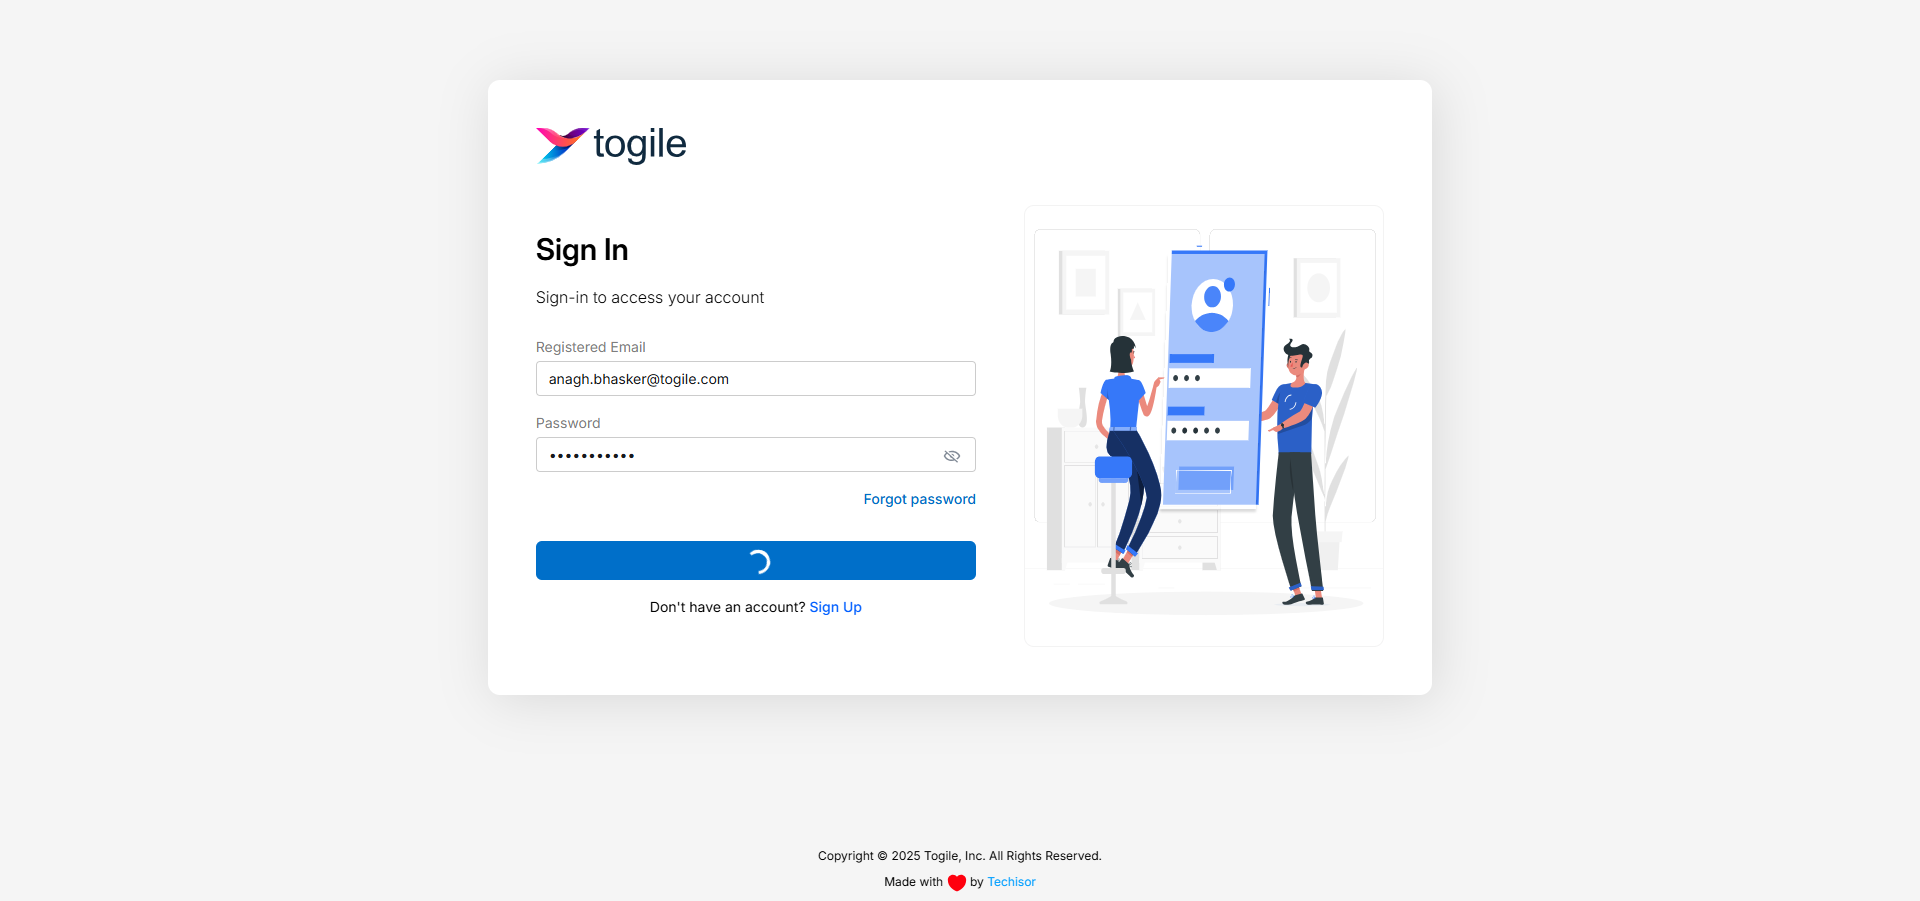 togile
Sign In
Sign-in to access your account
Registered Email
anagh.bhasker@togile.com
Password
•••••••••••
Forgot password
Don't have an account? Sign Up
Copyright © 2025 Togile, Inc. All Rights Reserved.
Made with ❤ by Techisor